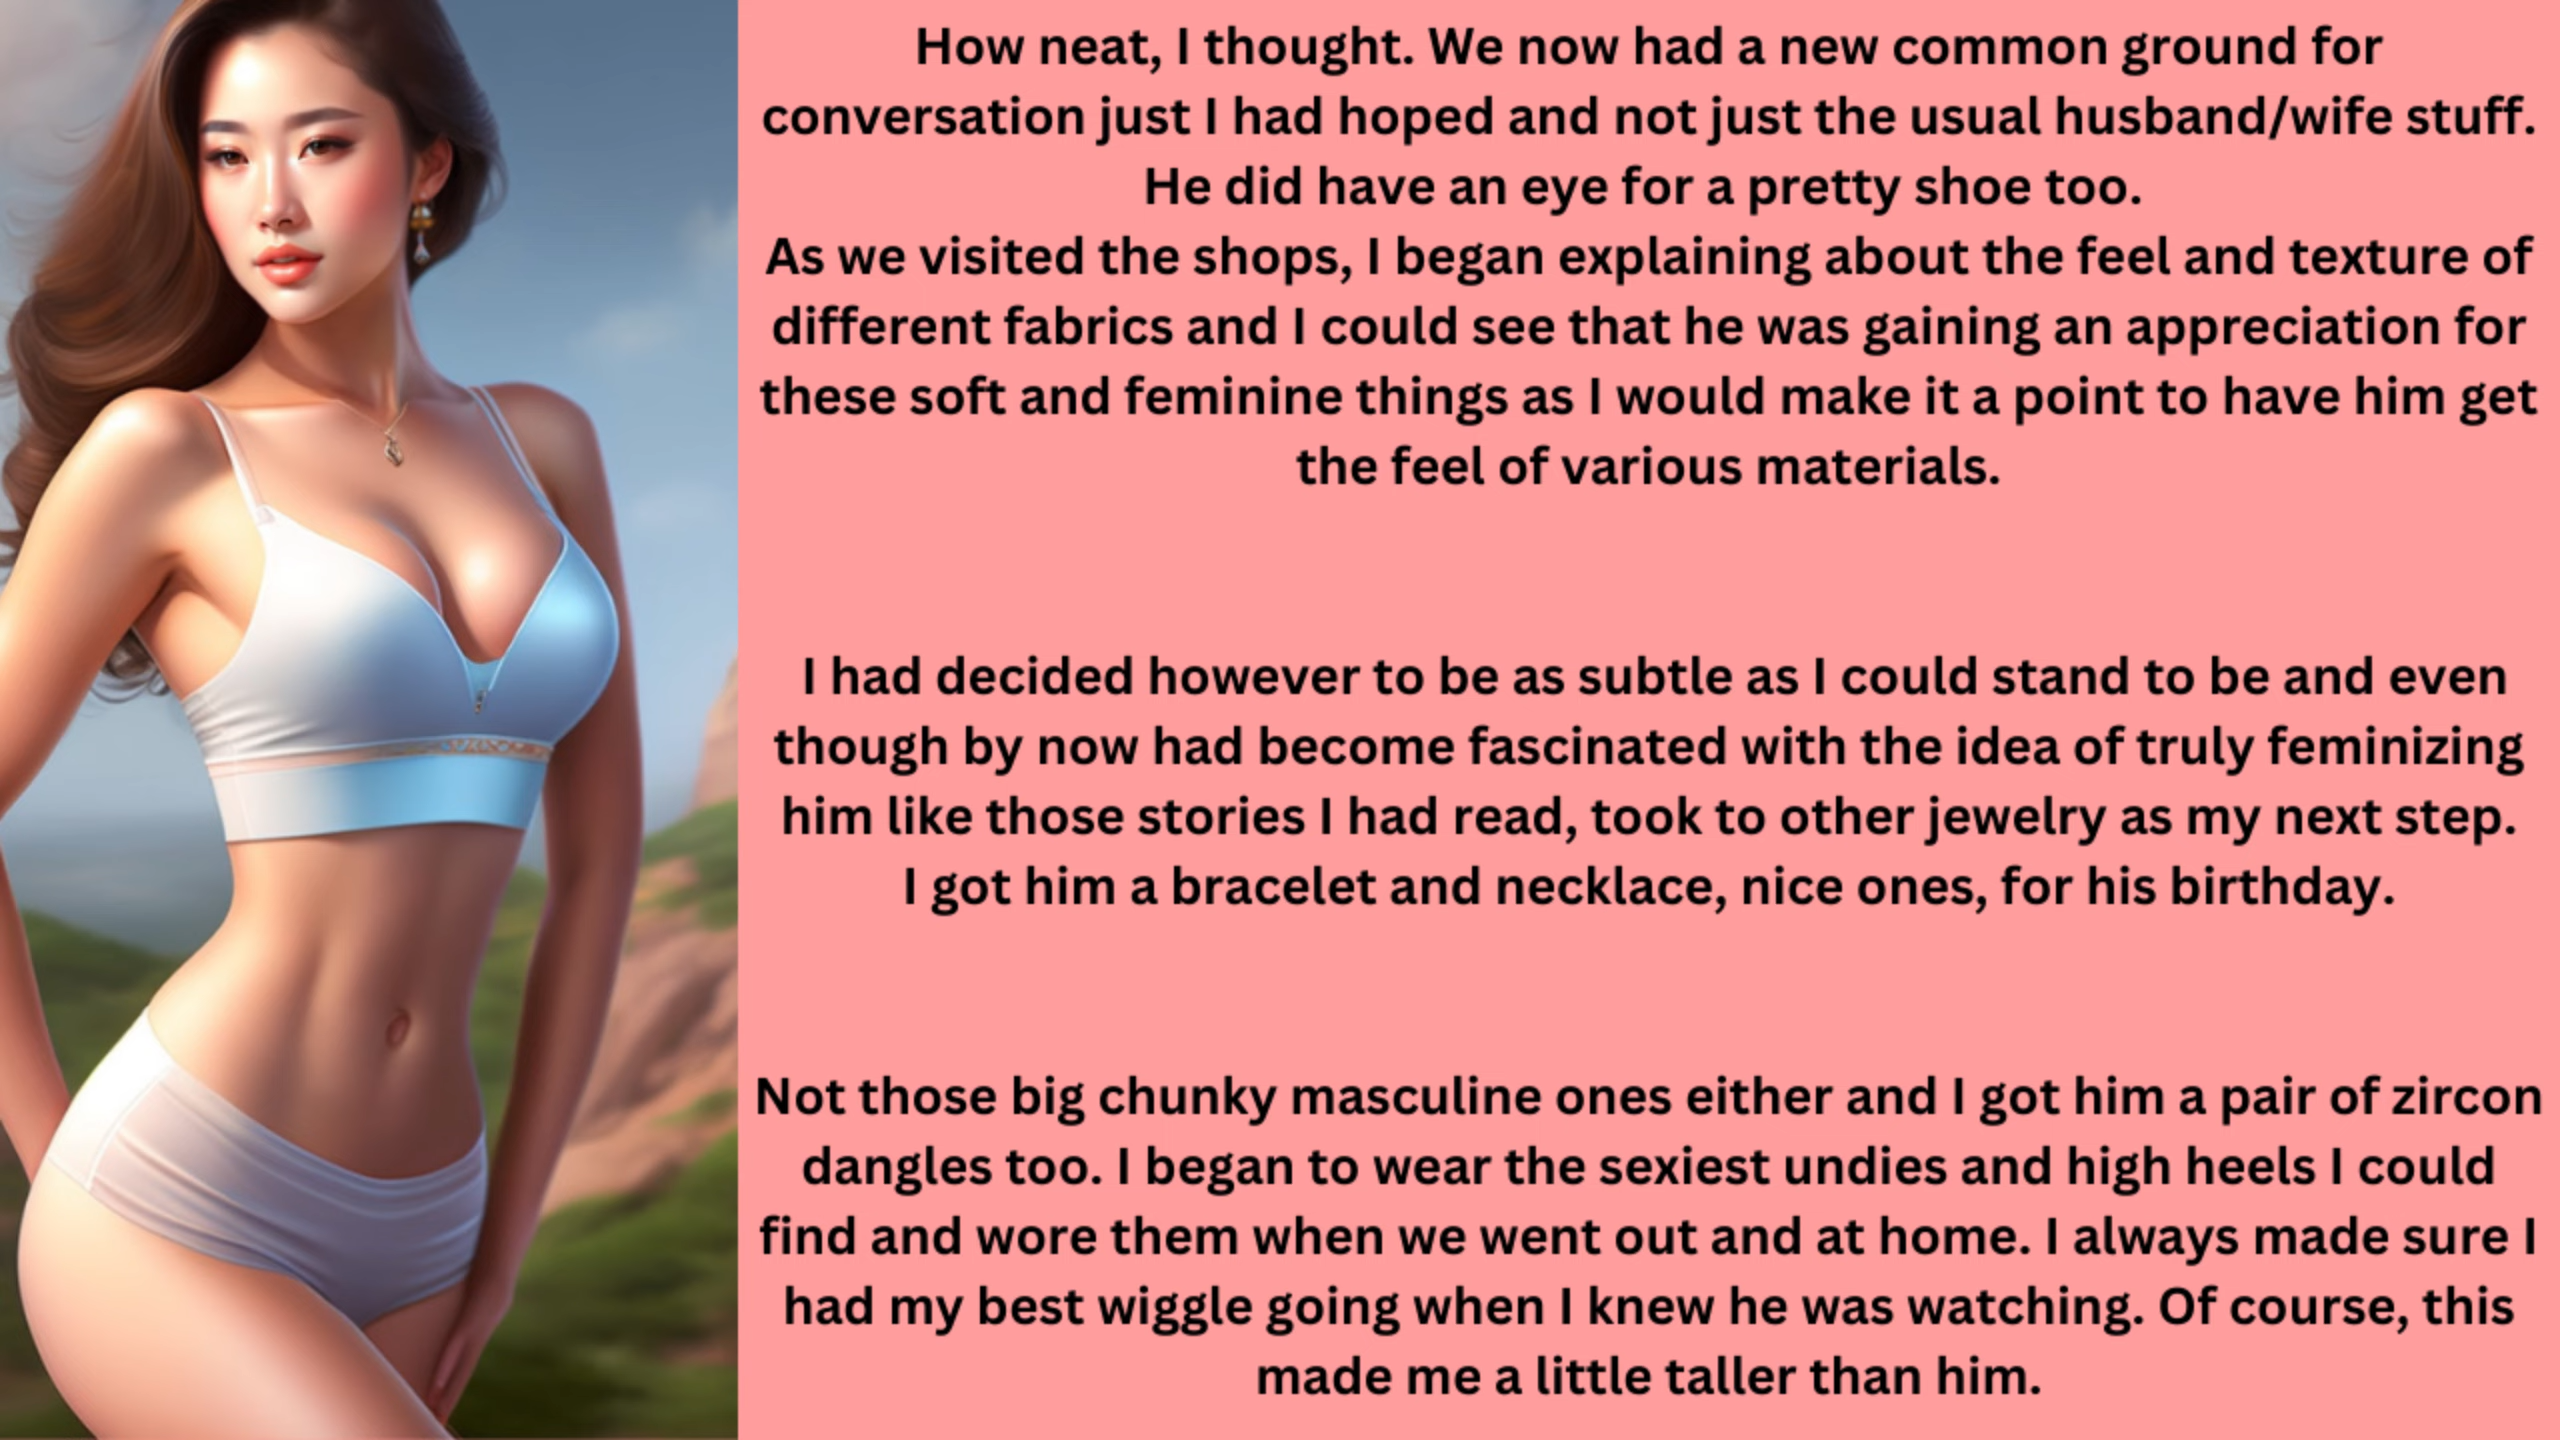 How neat, I thought. We now had a new common ground for
conversation just I had hoped and not just the usual husband/wife stuff.
He did have an eye for a pretty shoe too.
As we visited the shops, I began explaining about the feel and texture of
different fabrics and I could see that he was gaining an appreciation for
these soft and feminine things as I would make it a point to have him get
the feel of various materials.
I had decided however to be as subtle as I could stand to be and even
though by now had become fascinated with the idea of truly feminizing
him like those stories I had read, took to other jewelry as my next step.
I got him a bracelet and necklace, nice ones, for his birthday.
Not those big chunky masculine ones either and I got him a pair of zircon
dangles too. I began to wear the sexiest undies and high heels I could
find and wore them when we went out and at home. I always made sure I
had my best wiggle going when I knew he was watching. Of course, this
made me a little taller than him.